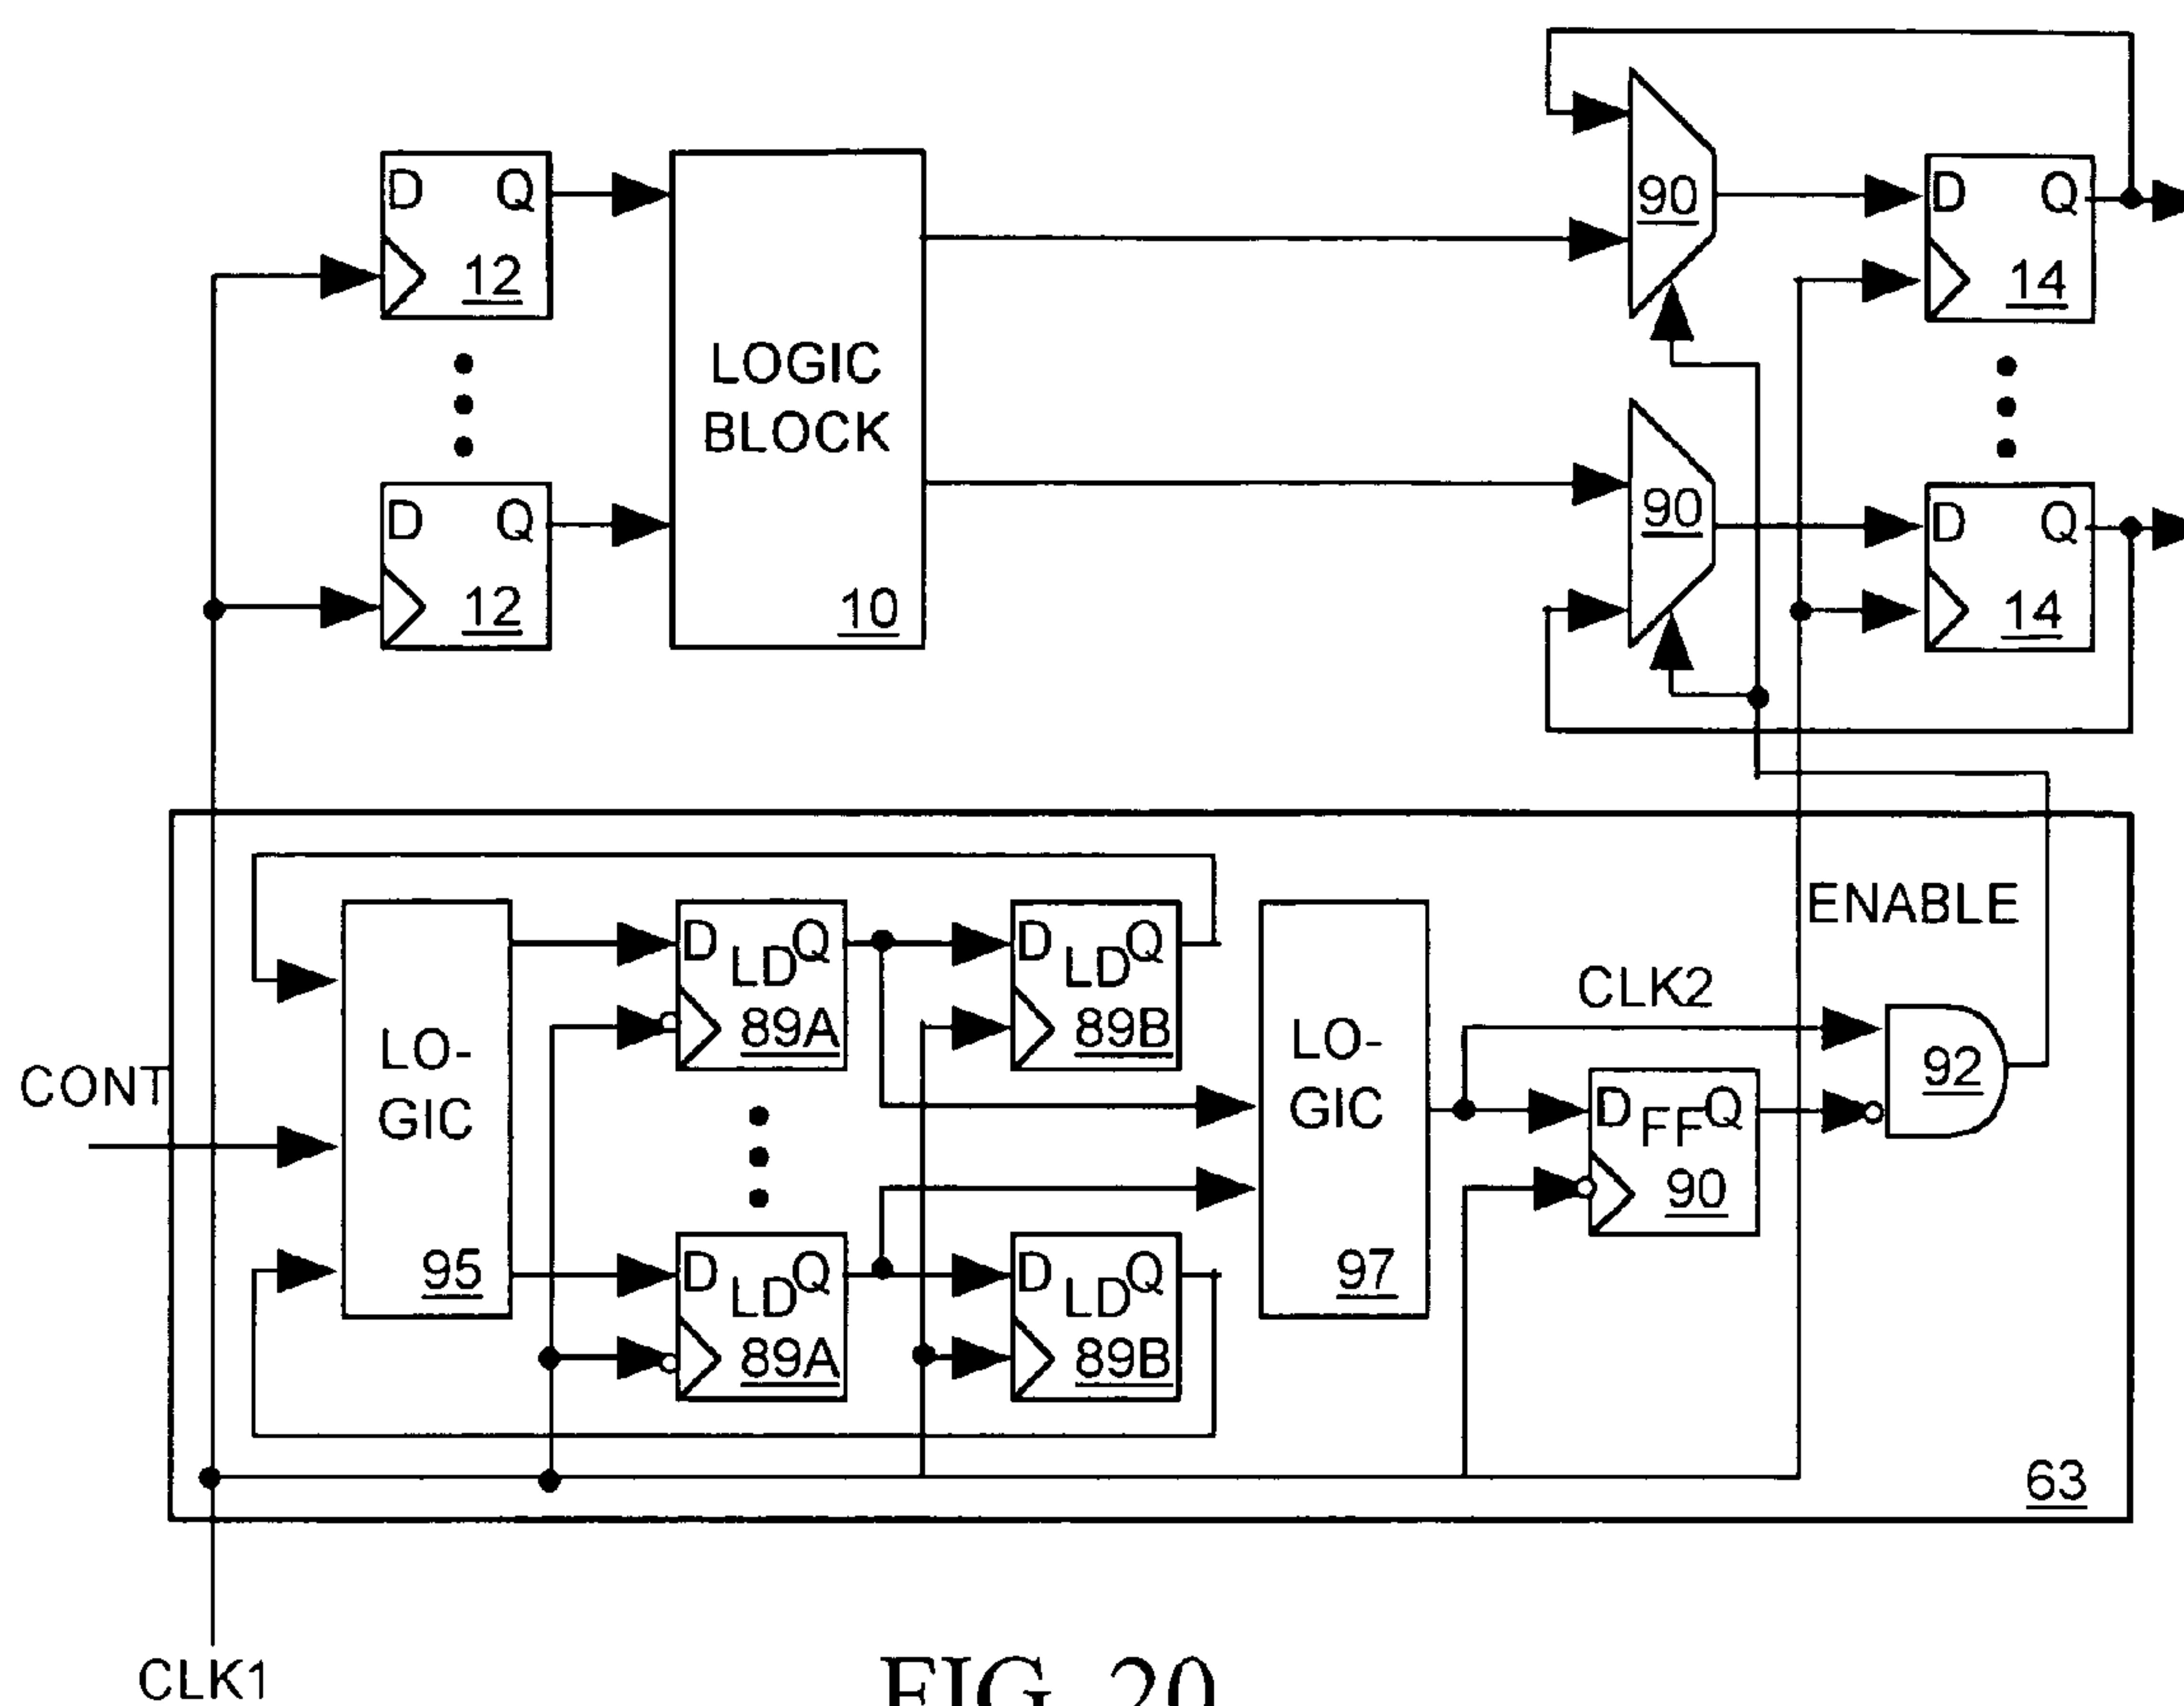 D Q
12
D Q
12
LOGIC
BLOCK
10
90
90
D Q
14
D Q
14
CONT
LO-
GIC
95
D LD Q
89A
D LD Q
89B
D LD Q
89A
D LD Q
89B
LO-
GIC
97
ENABLE
CLK2
D FF Q
90
92
63
CLK1
FIG. 20